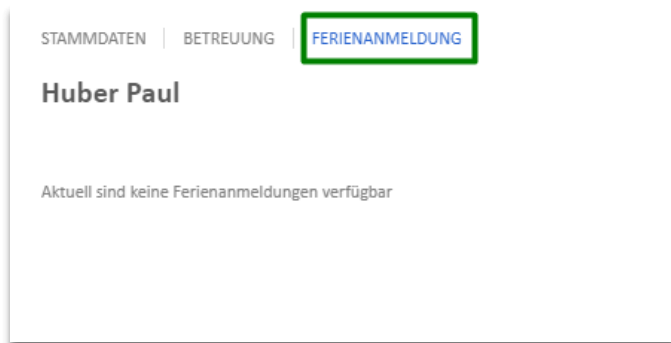 STAMMDATEN BETREUUNG FERIENANMELDUNG
Huber Paul
Aktuell sind keine Ferienanmeldungen verfügbar